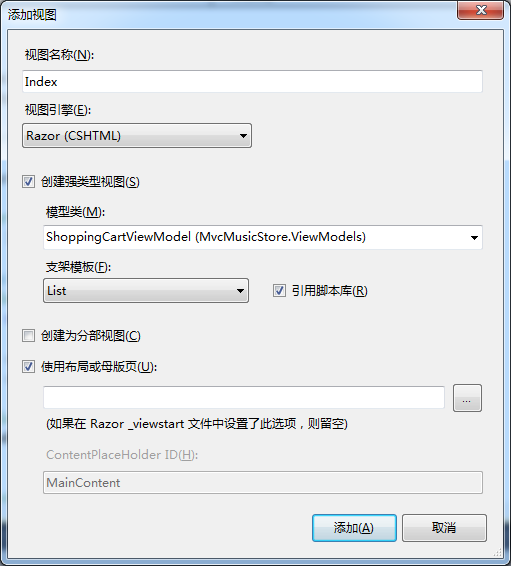 添加视图
视图名称(N):
Index
视图引擎(E):
Razor (CSHTML)
创建强类型视图(S)
模型类(M):
ShoppingCartViewModel (MvcMusicStore.ViewModels)
支架模板(F):
List
引用脚本库(R)
创建为分部视图(C)
使用布局或母版页(U):
...
(如果在 Razor _viewstart 文件中设置了此选项，则留空)
ContentPlaceHolder ID(H):
MainContent
添加(A)
取消